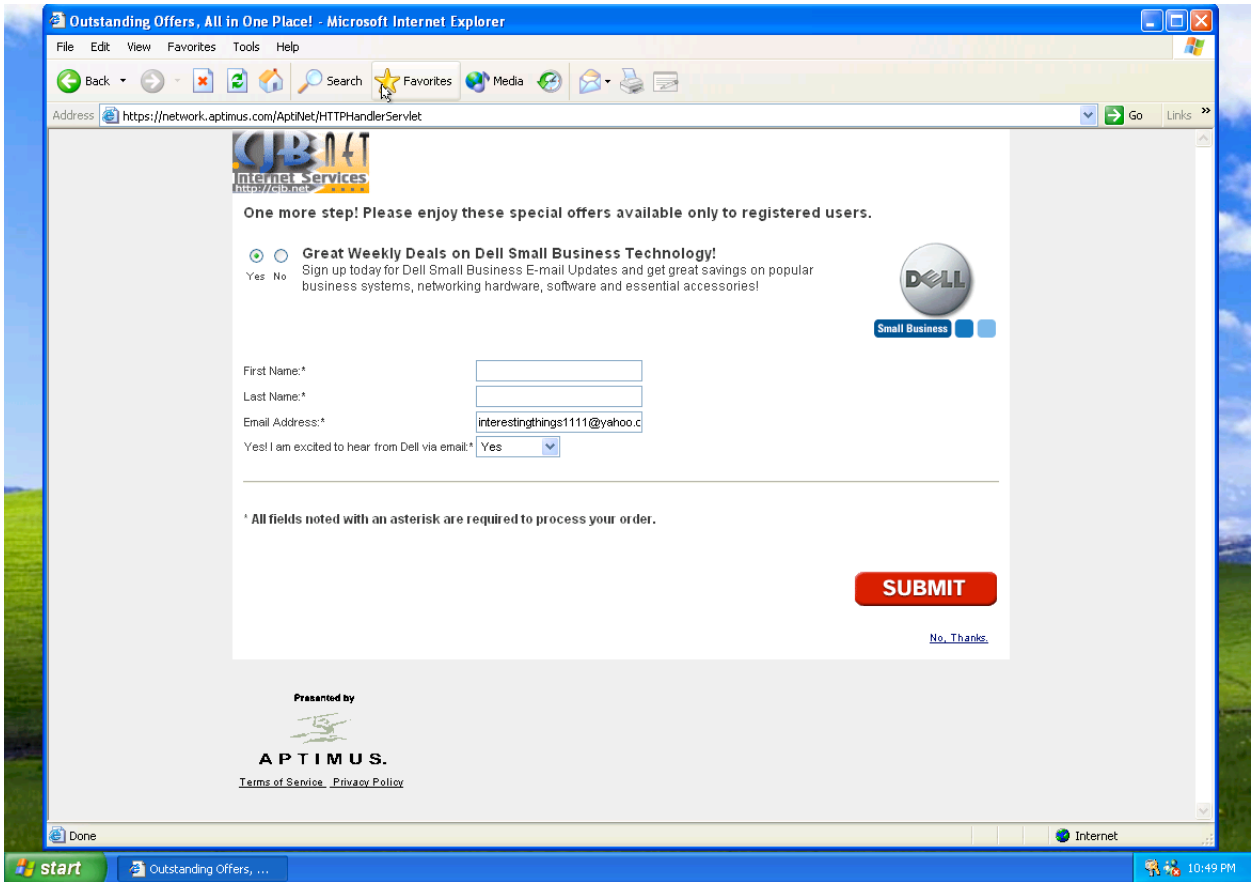 Outstanding Offers, All in One Place! - Microsoft Internet Explorer
File Edit View Favorites Tools Help
Back Search Favorites Media
Address https://network.aptimus.com/AptiNet/HTTPHandlerServlet Go Links »
CJB NET
Internet Services
http://cjb.net
One more step! Please enjoy these special offers available only to registered users.
Great Weekly Deals on Dell Small Business Technology!
Yes No
Sign up today for Dell Small Business E-mail Updates and get great savings on popular
business systems, networking hardware, software and essential accessories!
DELL
Small Business
First Name:*
Last Name:*
Email Address:* interestingthings1111@yahoo.c
Yes! I am excited to hear from Dell via email:* Yes
* All fields noted with an asterisk are required to process your order.
SUBMIT
No, Thanks.
Presented by
APTIMUS.
Terms of Service Privacy Policy
Done Internet
start Outstanding Offers, ... 10:49 PM